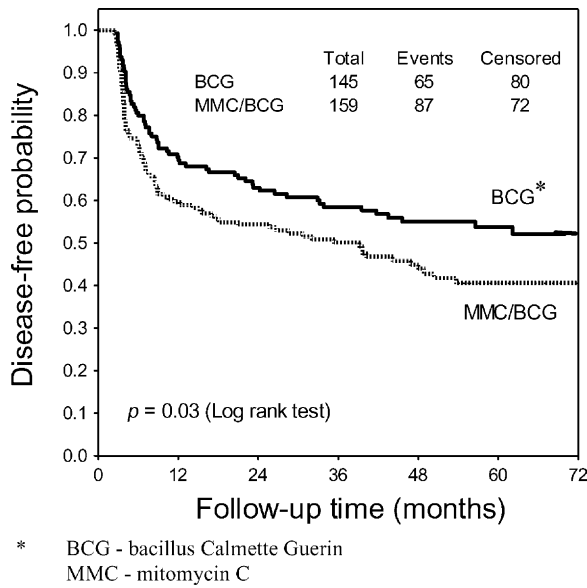 Total Events Censored
BCG 145 65 80
MMC/BCG 159 87 72
1.0
0.9
0.8
0.7
0.6
0.5
0.4
0.3
0.2
0.1
0.0
Disease-free probability
BCG*
MMC/BCG
p = 0.03 (Log rank test)
0 12 24 36 48 60 72
Follow-up time (months)
* BCG - bacillus Calmette Guerin
MMC - mitomycin C